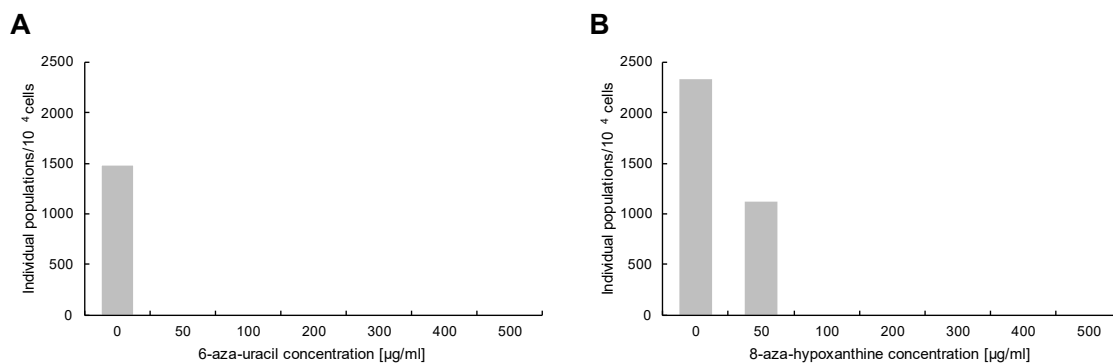 A
Individual populations/10 4 cells
2500
2000
1500
1000
500
0
0 50 100 200 300 400 500
6-aza-uracil concentration [µg/ml]
B
Individual populations/10 4 cells
2500
2000
1500
1000
500
0
0 50 100 200 300 400 500
8-aza-hypoxanthine concentration [µg/ml]